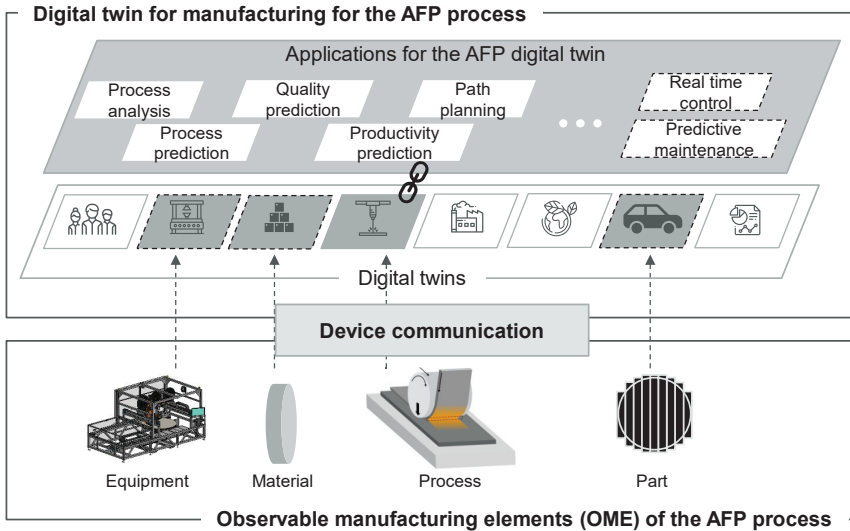 Digital twin for manufacturing for the AFP process
Applications for the AFP digital twin
Process
analysis
Quality
prediction
Path
planning
Real time
control
Process
prediction
Productivity
prediction
Predictive
maintenance
Digital twins
Device communication
Equipment
Material
Process
Part
Observable manufacturing elements (OME) of the AFP process